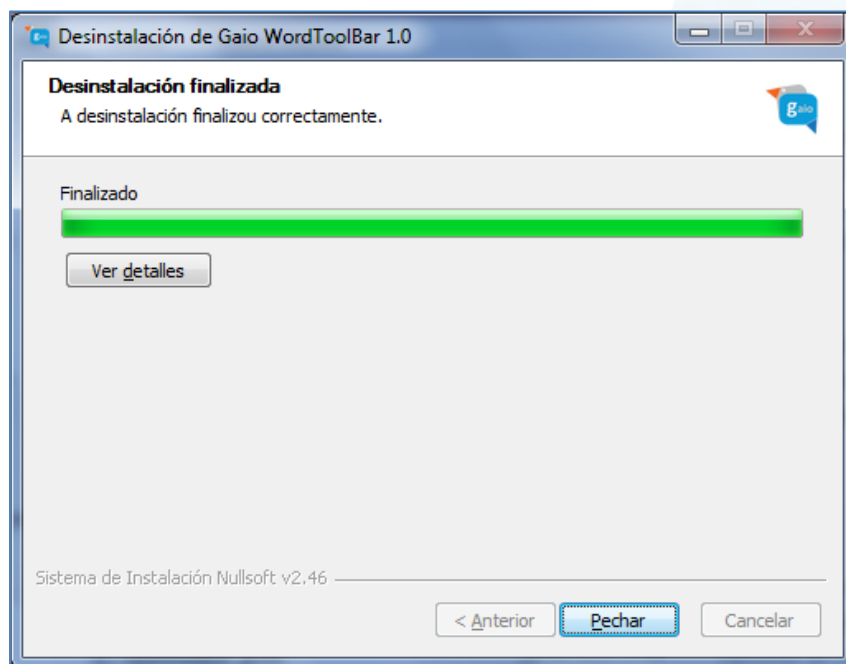 Desinstalación de Gaio WordToolBar 1.0
Desinstalación finalizada
A desinstalación finalizou correctamente.
gaio
Finalizado
Ver detalles
Sistema de Instalación Nullsoft v2.46
< Anterior Pechar Cancelar